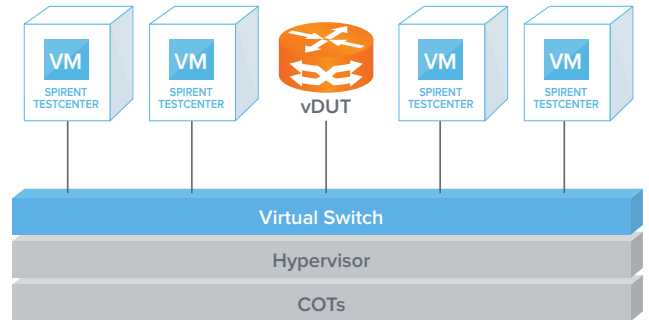 VM
SPIRENT
TESTCENTER
VM
SPIRENT
TESTCENTER
vDUT
VM
SPIRENT
TESTCENTER
VM
SPIRENT
TESTCENTER
Virtual Switch
Hypervisor
COTs